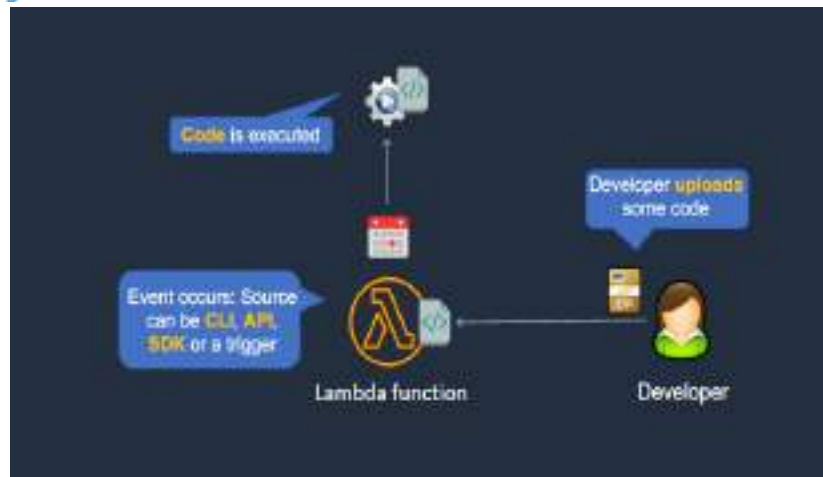 Code is executed
Developer uploads
some code
Event occurs: Source
can be CLI, API,
SDK or a trigger
Lambda function
Developer